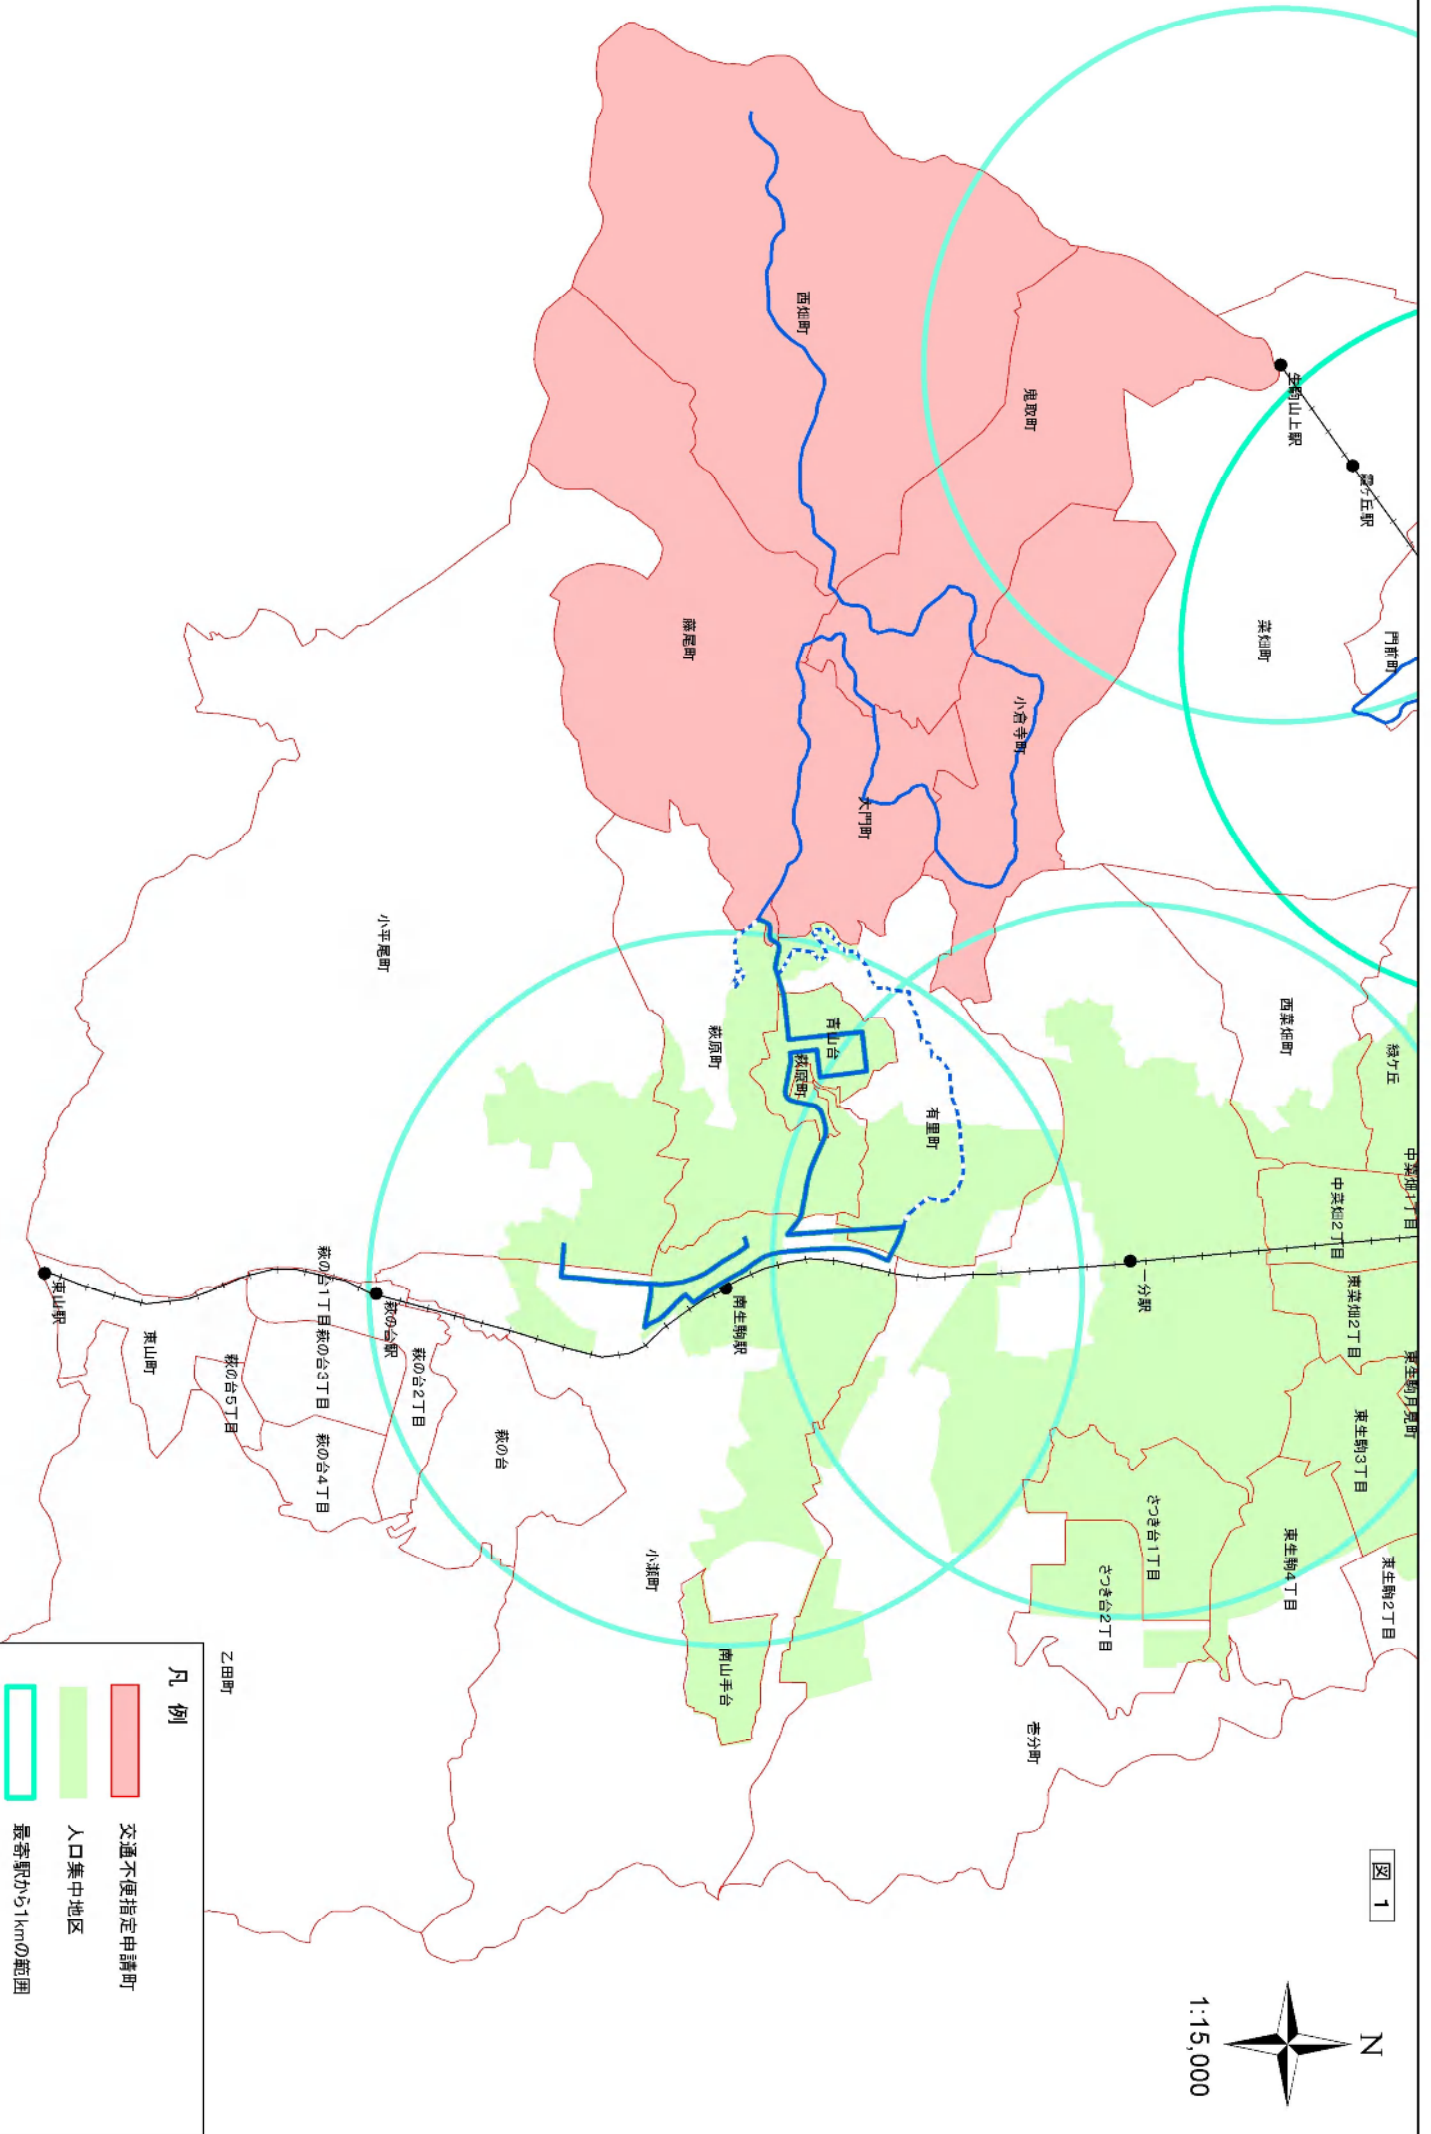 図 1
N
1:15,000
生駒山上駅
霞ヶ丘駅
門前町
菜畑町
鬼取町
西畑町
小倉寺町
藤尾町
大門町
西菜畑町
緑ケ丘
中菜畑1丁目
中菜畑2丁目
東菜畑2丁目
東生駒月見町
東生駒3丁目
東生駒4丁目
東生駒2丁目
一分駅
さつき台1丁目
さつき台2丁目
壱分町
有里町
青山台
萩原町
萩原町
南生駒駅
小平尾町
小瀬町
南山手台
萩の台
萩の台駅
萩の台2丁目
萩の台1丁目
萩の台3丁目
萩の台4丁目
萩の台5丁目
東山町
東山駅
乙田町
凡 例
交通不便指定申請町
人口集中地区
最寄駅から1kmの範囲